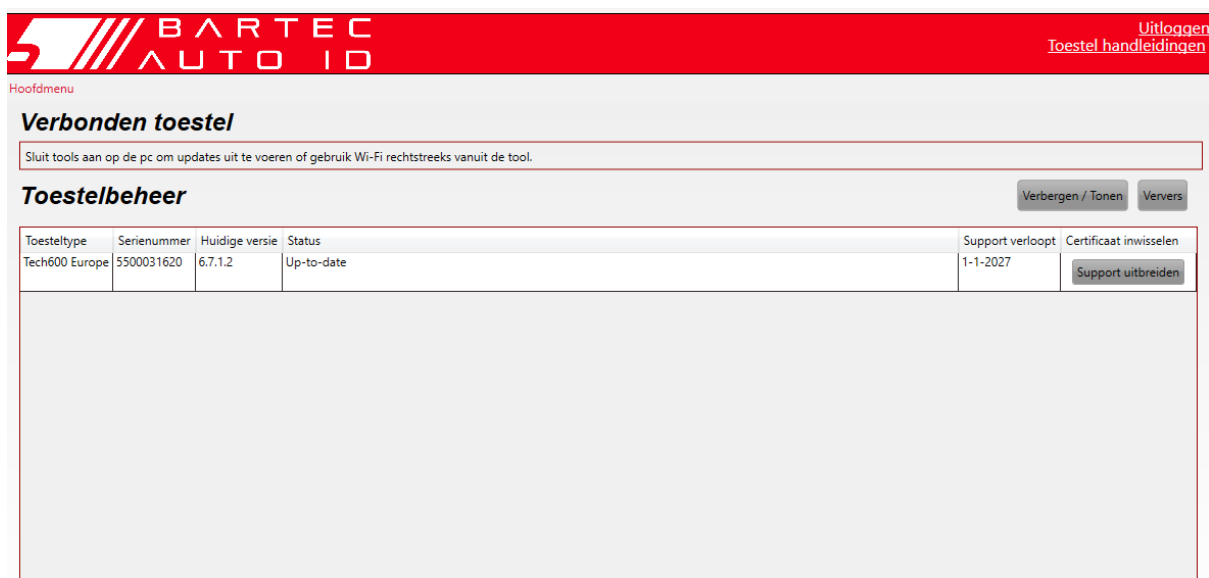 BARTEC
AUTO ID
Uitloggen
Toestel handleidingen
Hoofdmenu
Verbonden toestel
Sluit tools aan op de pc om updates uit te voeren of gebruik Wi-Fi rechtstreeks vanuit de tool.
Toestelbeheer
Verbergen / Tonen Ververs
Toesteltype Serienummer Huidige versie Status Support verloopt Certificaat inwisselen
Tech600 Europe 5500031620 6.7.1.2 Up-to-date 1-1-2027 Support uitbreiden